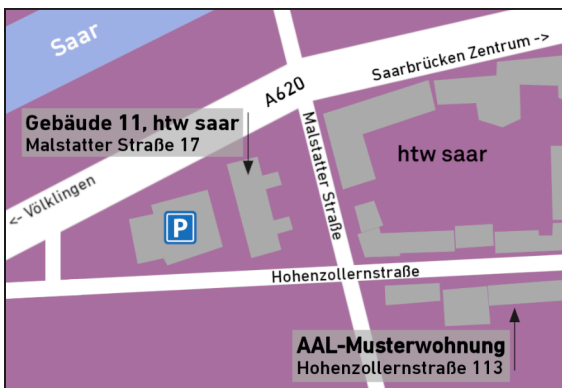 Saar
Saarbrücken Zentrum ->
A620
Gebäude 11, htw saar
Malstatter Straße 17
Malstatter Straße
htw saar
<- Völklingen
P
Hohenzollernstraße
AAL-Musterwohnung
Hohenzollernstraße 113